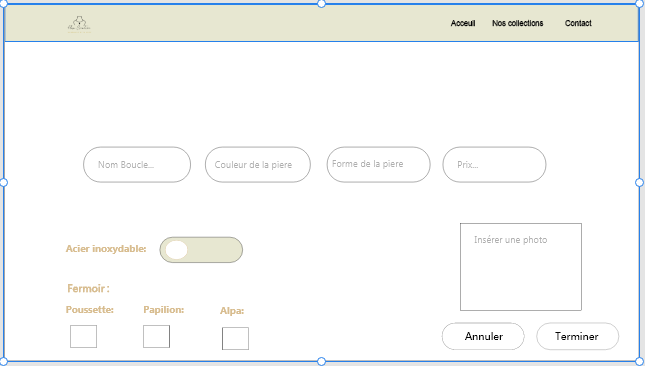 Acceuil Nos collections Contact
Nom Boucle... Couleur de la piere Forme de la piere Prix...
Acier inoxydable:
Insérer une photo
Fermoir :
Poussette: Papilion: Alpa:
Annuler Terminer